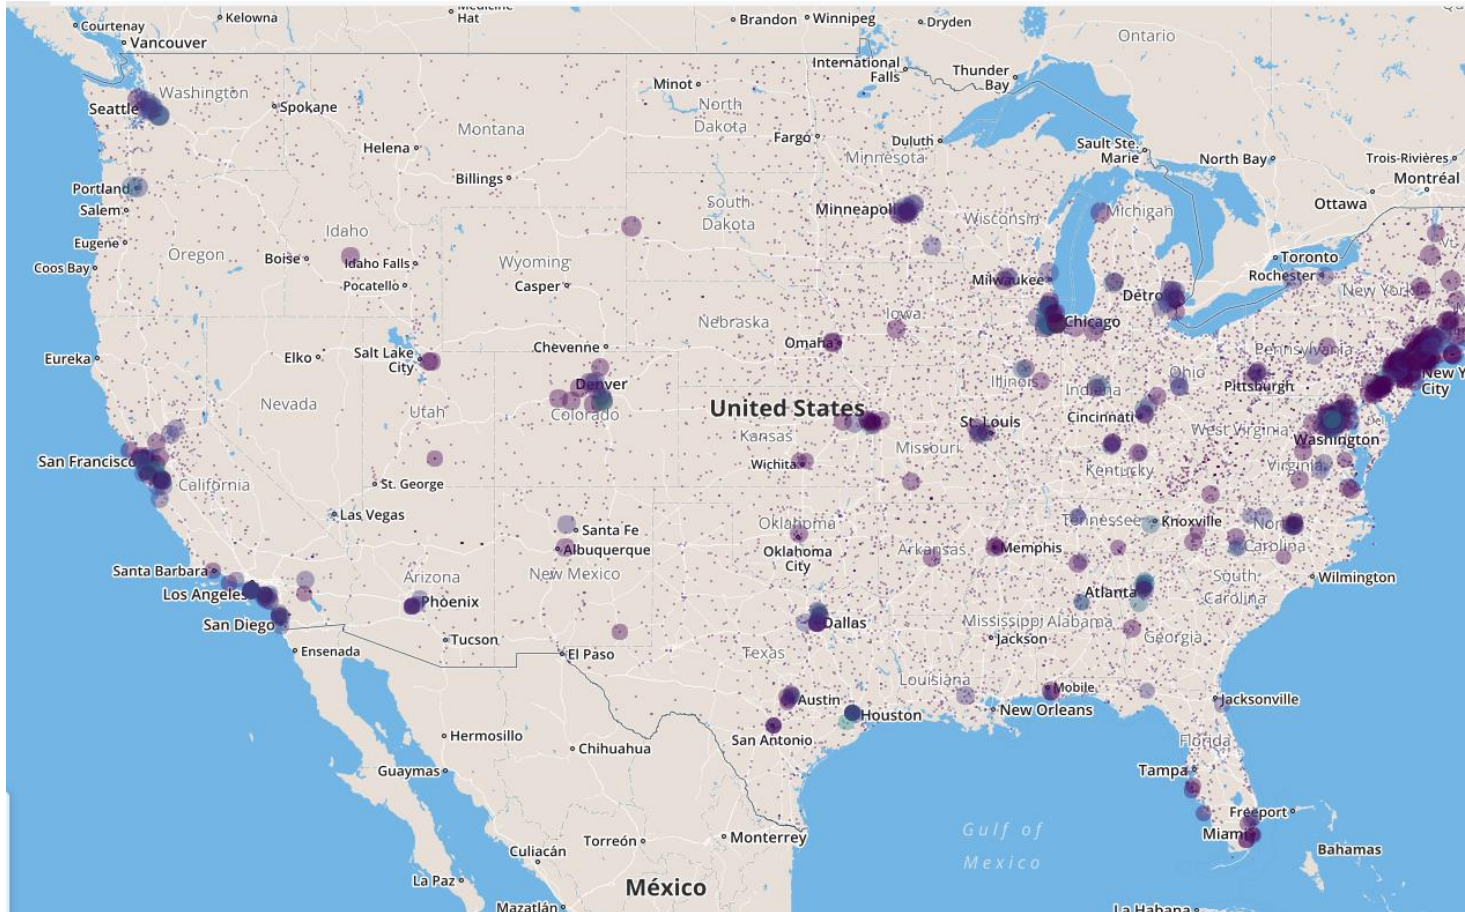 Medicine
Hat
Kelowna
Courtenay
Vancouver
Brandon
Winnipeg
Dryden
Ontario
International
Falls
Thunder
Bay
Seattle
Washington
Spokane
Minot
North
Dakota
Montana
Helena
Fargo
Duluth
Minnesota
Sault Ste.
Marie
North Bay
Trois-Rivières
Montréal
Ottawa
Portland
Salem
Billings
South
Dakota
Minneapol
Wisconsin
Michigan
Eugene
Oregon
Idaho
Boise
Idaho Falls
Coos Bay
Pocatello
Wyoming
Casper
Milwaukee
Toronto
Rochester
New York
Detro
Nebraska
Iowa
Chicago
Omaha
Eureka
Elko
Salt Lake
City
Cheyenne
Denver
Colorado
Nevada
Utah
Pennsylvania
Pittsburgh
New Y
City
Illinois
Indiana
Ohio
United States
Kansas
St. Louis
Missouri
Cincinnati
West Virginia
Washington
Virginia
Kentucky
San Francisco
California
St. George
Las Vegas
Wichita
Santa Fe
Albuquerque
New Mexico
Oklahoma
Oklahoma
City
Arkansas
Memphis
Tennessee
Knoxville
Carolina
Wilmington
Santa Barbara
Los Angeles
San Diego
Arizona
Phoenix
Tucson
El Paso
Ensenada
Dallas
Texas
Mississippi
Alabama
Jackson
Atlanta
Georgia
South
Carolina
Louisiana
Austin
Houston
San Antonio
New Orleans
Mobile
Jacksonville
Florida
Tampa
Freeport
Miami
Bahamas
Gulf of
Mexico
Hermosillo
Chihuahua
Guaymas
Torreón
Monterrey
Culiacán
La Paz
México
Mazatlán
La Habana